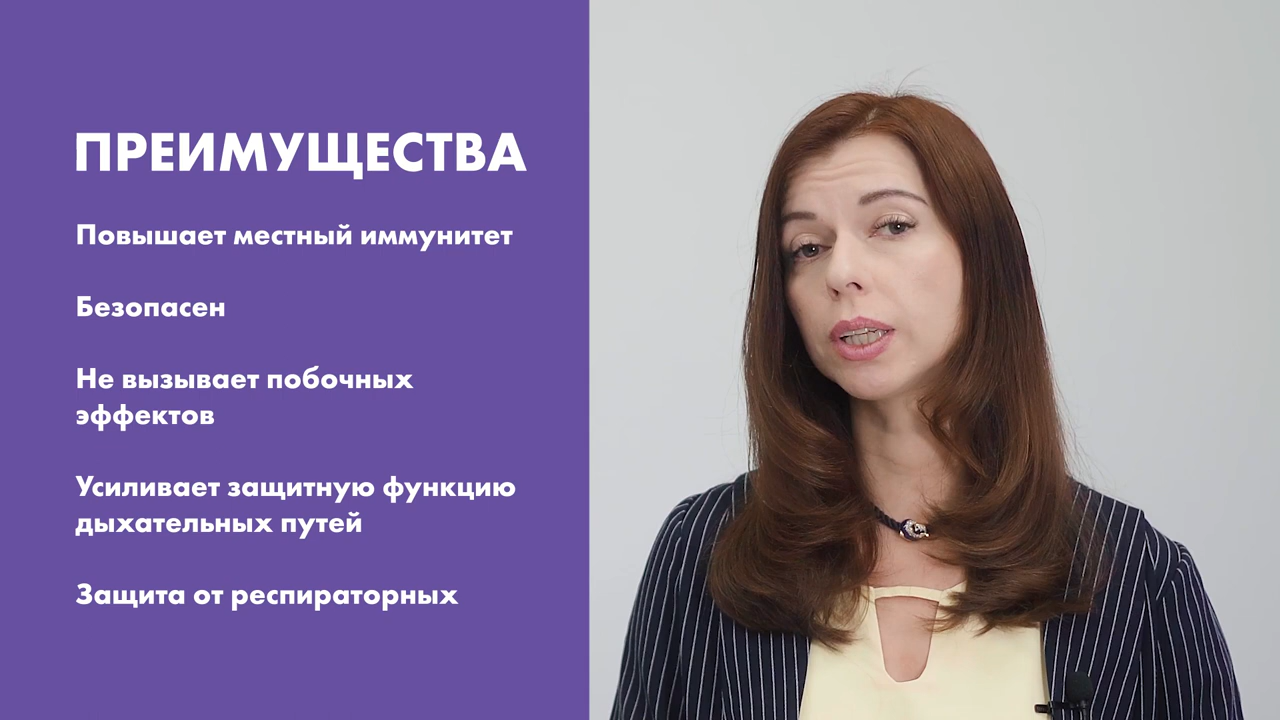 ПРЕИМУЩЕСТВА
Повышает местный иммунитет
Безопасен
Не вызывает побочных
эффектов
Усиливает защитную функцию
дыхательных путей
Защита от респираторных